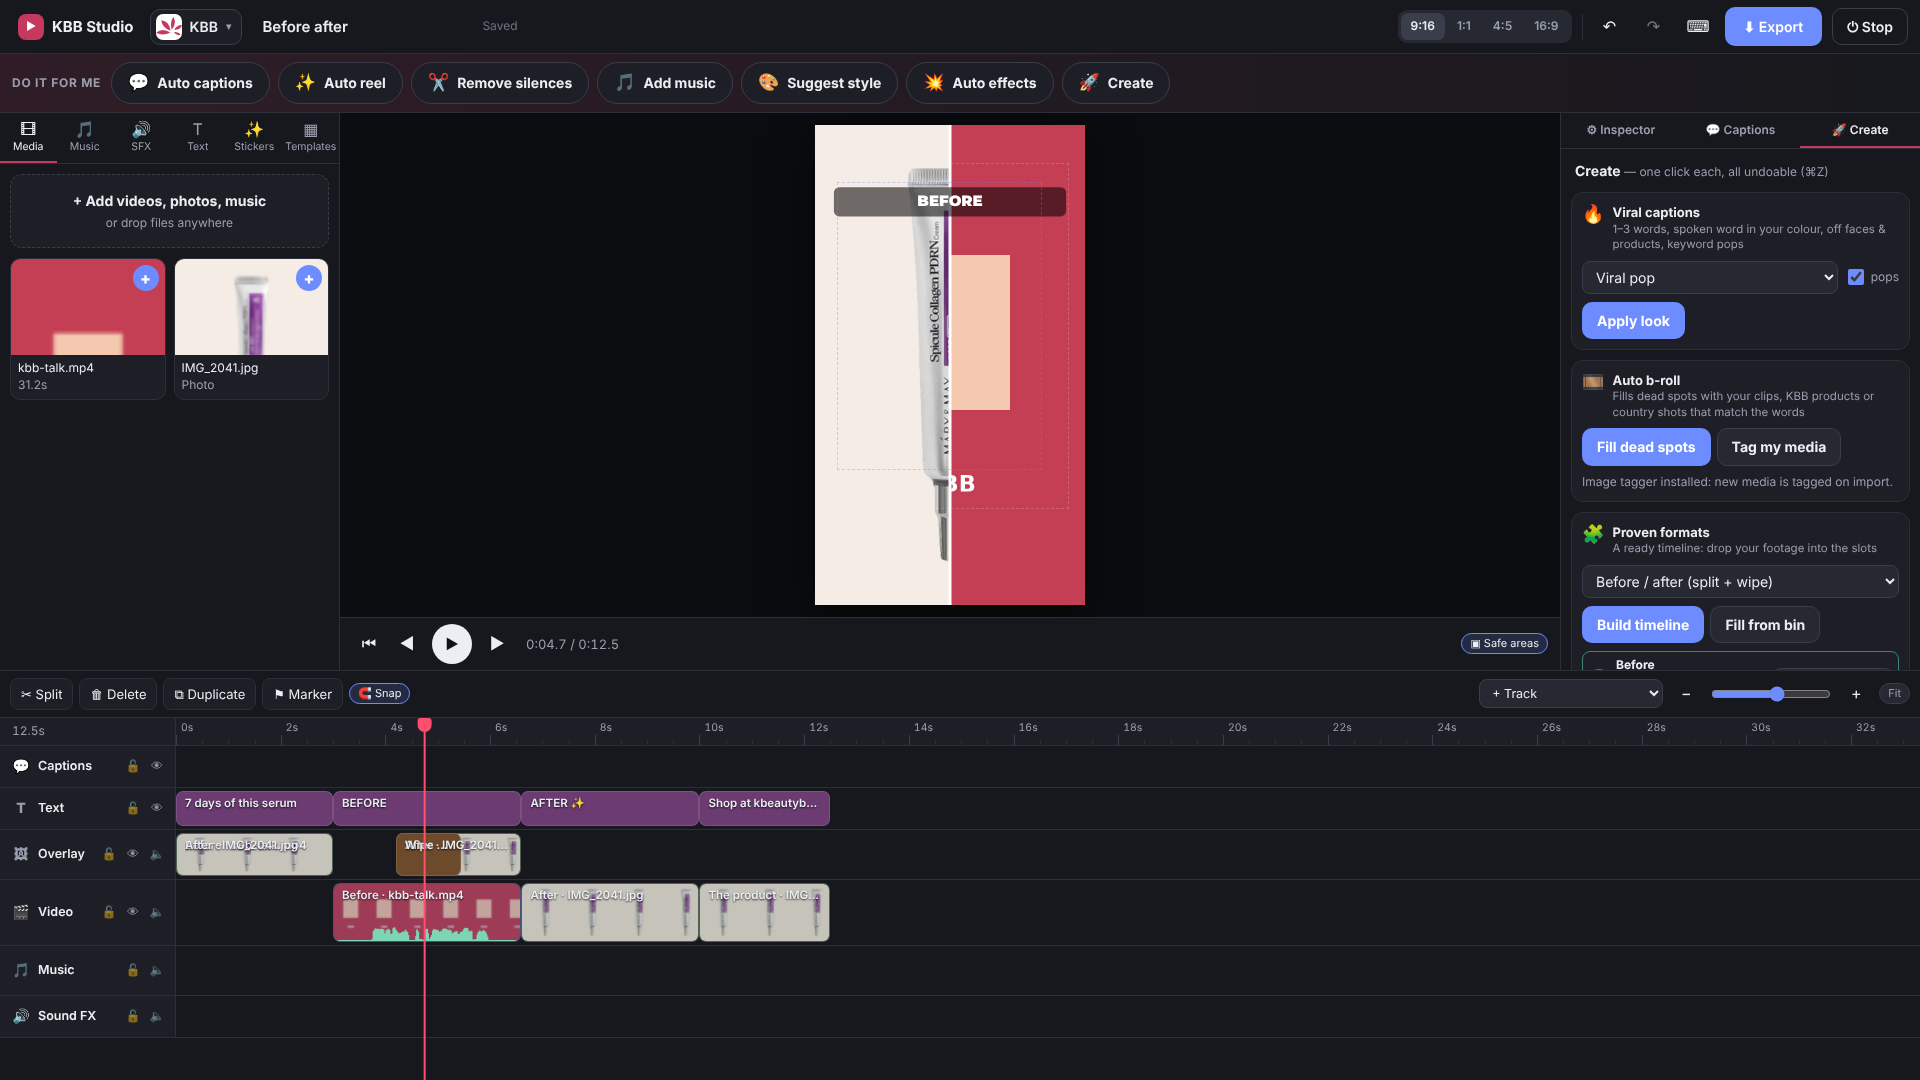 KBB Studio
KBB
Before after
Saved
9:16
1:1
4:5
16:9
Export
Stop
DO IT FOR ME
Auto captions
Auto reel
Remove silences
Add music
Suggest style
Auto effects
Create
Media
Music
SFX
Text
Stickers
Templates
+ Add videos, photos, music
or drop files anywhere
kbb-talk.mp4
31.2s
IMG_2041.jpg
Photo
BEFORE
Spicule Collagen PDRN Cream
BB
0:04.7 / 0:12.5
Safe areas
Inspector
Captions
Create
Create — one click each, all undoable (⌘Z)
Viral captions
1–3 words, spoken word in your colour, off faces &
products, keyword pops
Viral pop
pops
Apply look
Auto b-roll
Fills dead spots with your clips, KBB products or
country shots that match the words
Fill dead spots
Tag my media
Image tagger installed: new media is tagged on import.
Proven formats
A ready timeline: drop your footage into the slots
Before / after (split + wipe)
Build timeline
Fill from bin
Before
Split
Delete
Duplicate
Marker
Snap
+ Track
Fit
12.5s
0s
2s
4s
6s
8s
10s
12s
14s
16s
18s
20s
22s
24s
26s
28s
30s
32s
Captions
Text
7 days of this serum
BEFORE
AFTER ✨
Shop at kbeautyb...
Overlay
Video
Before · kbb-talk.mp4
After · IMG_2041.jpg
The product · IMG...
Music
Sound FX